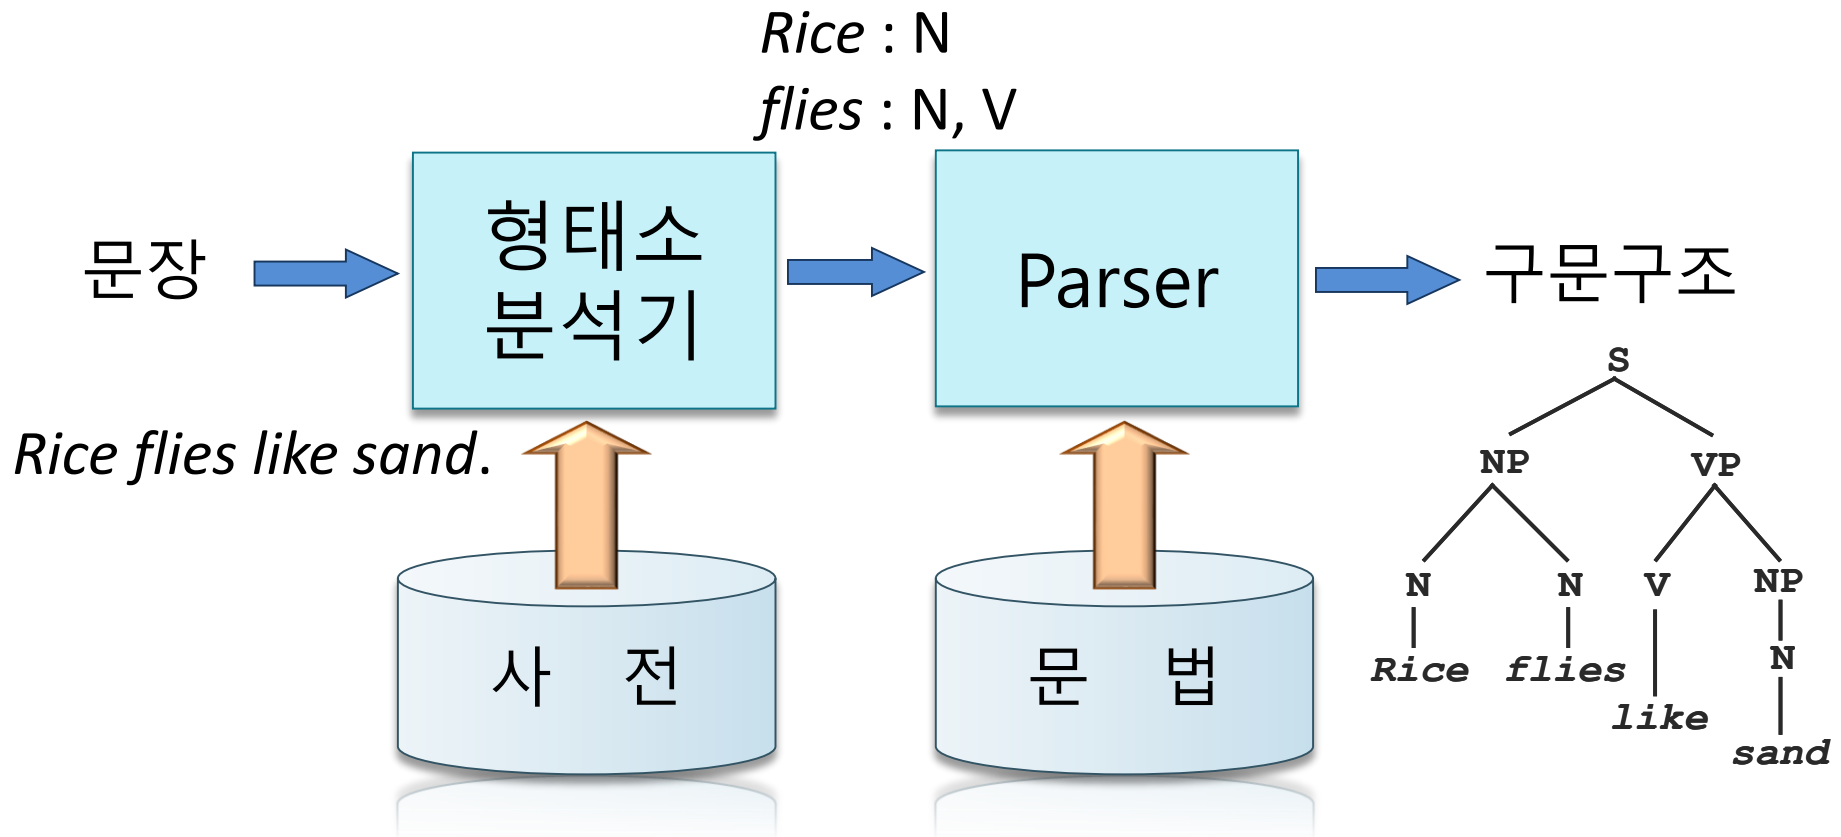 Rice : N
flies : N, V
문장
형태소
분석기
Parser
구문구조
Rice flies like sand.
사 전
문 법
S
NP VP
N N V NP
Rice flies N
like
sand